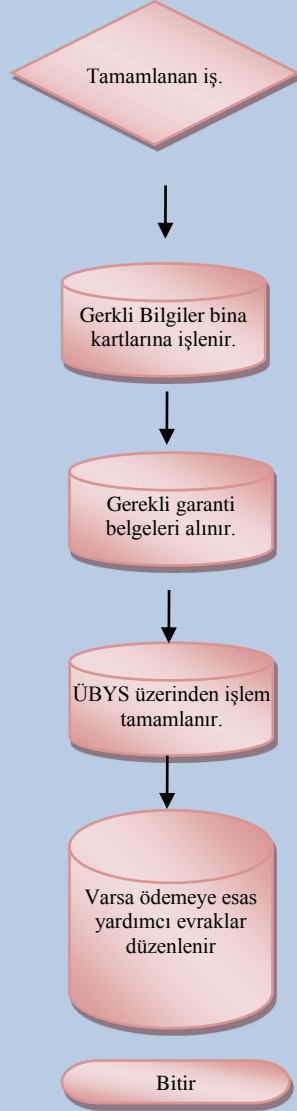 Tamamlanan iş.
Gerkli Bilgiler bina
kartlarına işlenir.
Gerekli garanti
belgeleri alınır.
ÜBYS üzerinden işlem
tamamlanır.
Varsa ödemeye esas
yardımcı evraklar
düzenlenir
Bitir